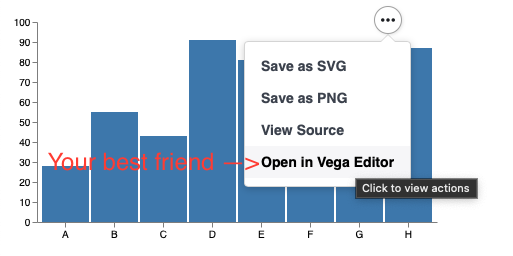 100
90
80
70
60
50
40
30
20
10
0
A B C D E F G H
Save as SVG
Save as PNG
View Source
Your best friend —> Open in Vega Editor
Click to view actions